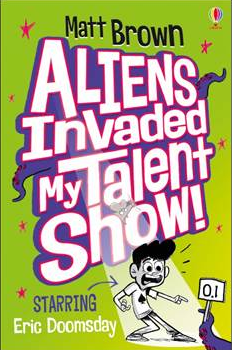 Matt Brown
ALIENS
Invaded
My Talent
Show!
STARRING
Eric Doomsday
0.1